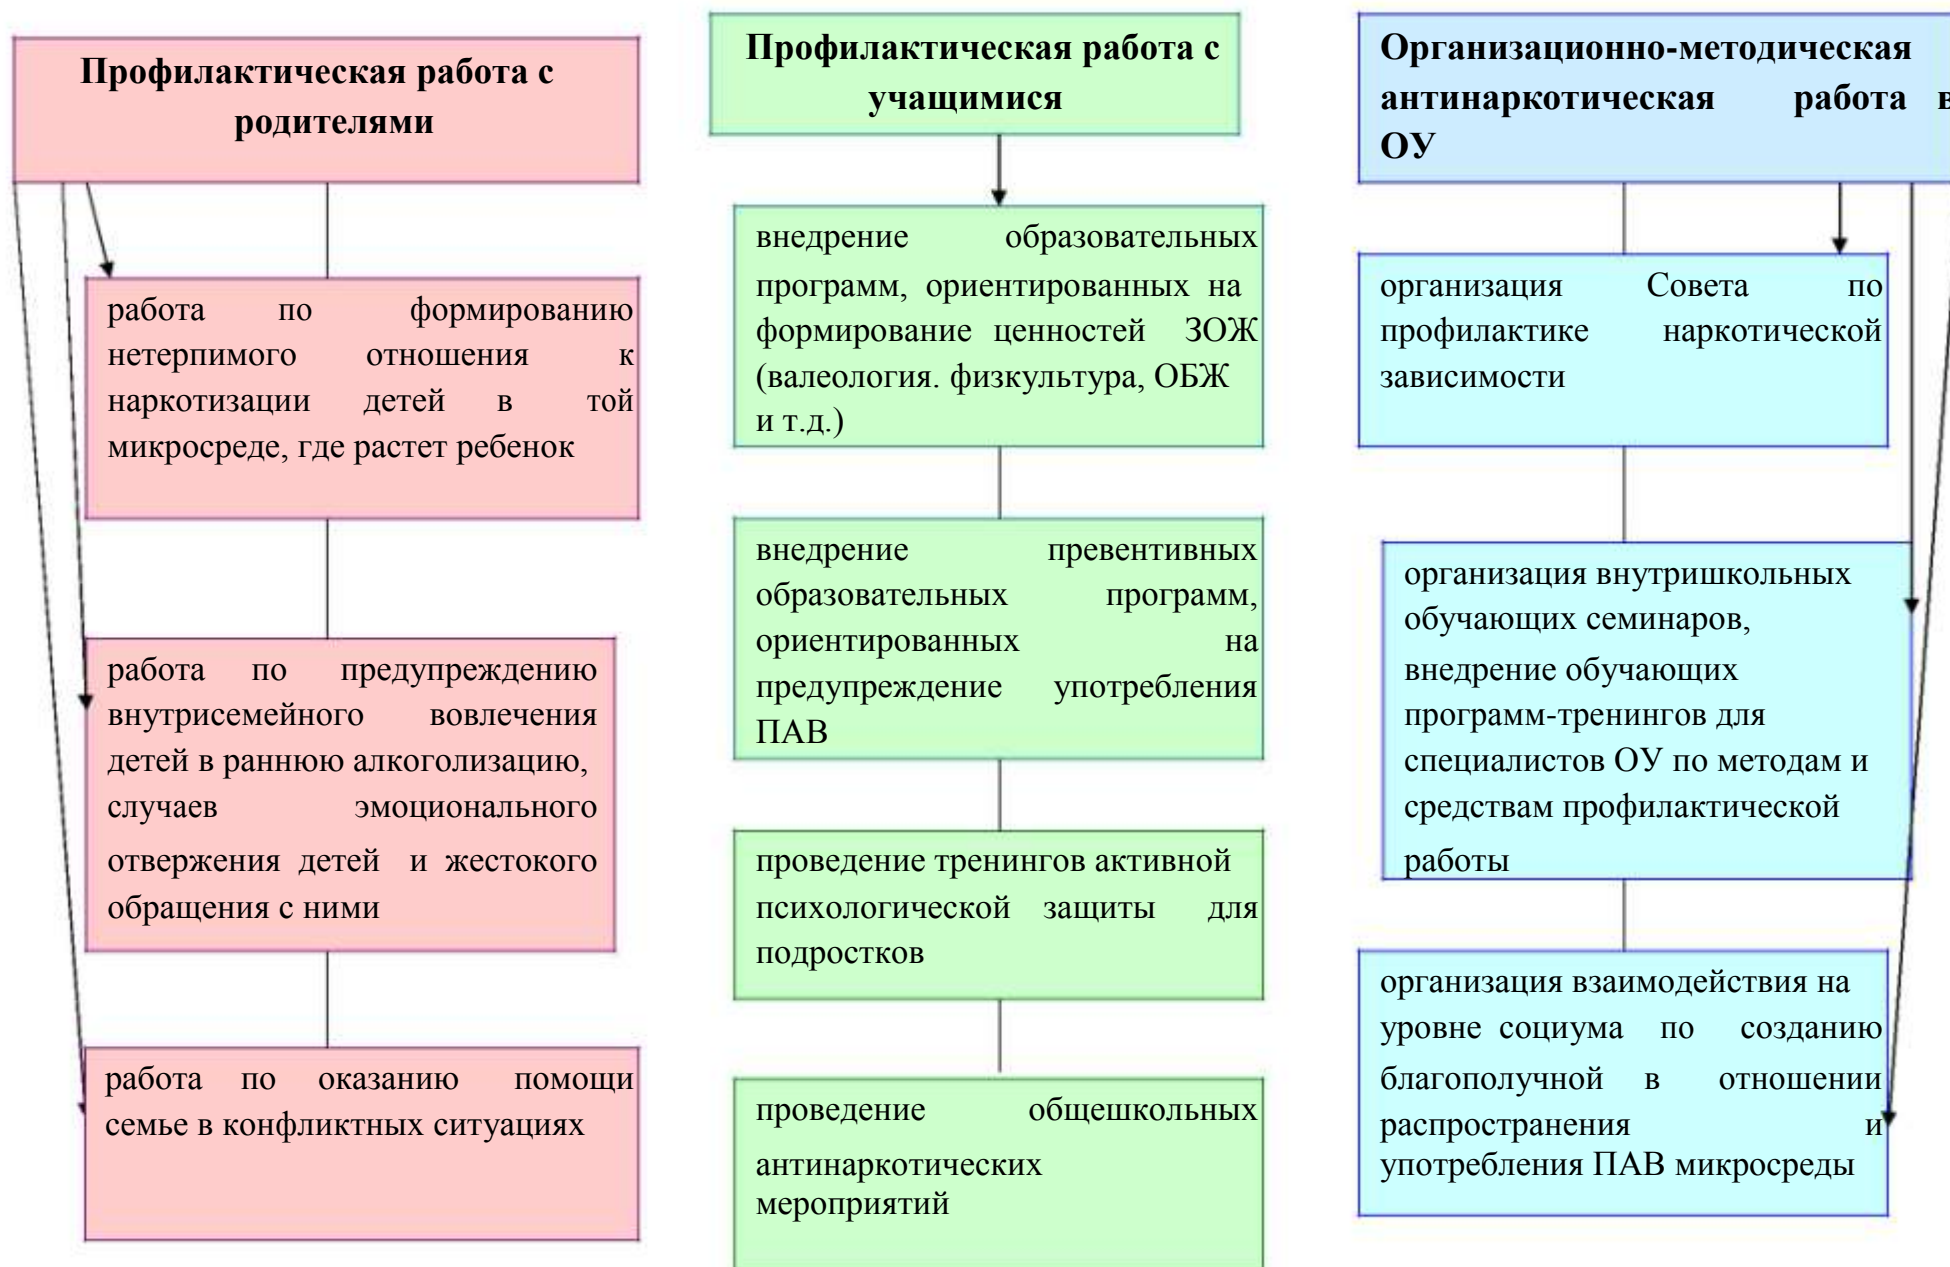 Профилактическая работа с
родителями
работа по формированию
нетерпимого отношения к
наркотизации детей в той
микросреде, где растет ребенок
работа по предупреждению
внутрисемейного вовлечения
детей в раннюю алкоголизацию,
случаев эмоционального
отвержения детей и жестокого
обращения с ними
работа по оказанию помощи
семье в конфликтных ситуациях
Профилактическая работа с
учащимися
внедрение образовательных
программ, ориентированных на
формирование ценностей ЗОЖ
(валеология. физкультура, ОБЖ
и т.д.)
внедрение превентивных
образовательных программ,
ориентированных на
предупреждение употребления
ПАВ
проведение тренингов активной
психологической защиты для
подростков
проведение общешкольных
антинаркотических
мероприятий
Организационно-методическая
антинаркотическая работа в
ОУ
организация Совета по
профилактике наркотической
зависимости
организация внутришкольных
обучающих семинаров,
внедрение обучающих
программ-тренингов для
специалистов ОУ по методам и
средствам профилактической
работы
организация взаимодействия на
уровне социума по созданию
благополучной в отношении
распространения и
употребления ПАВ микросреды